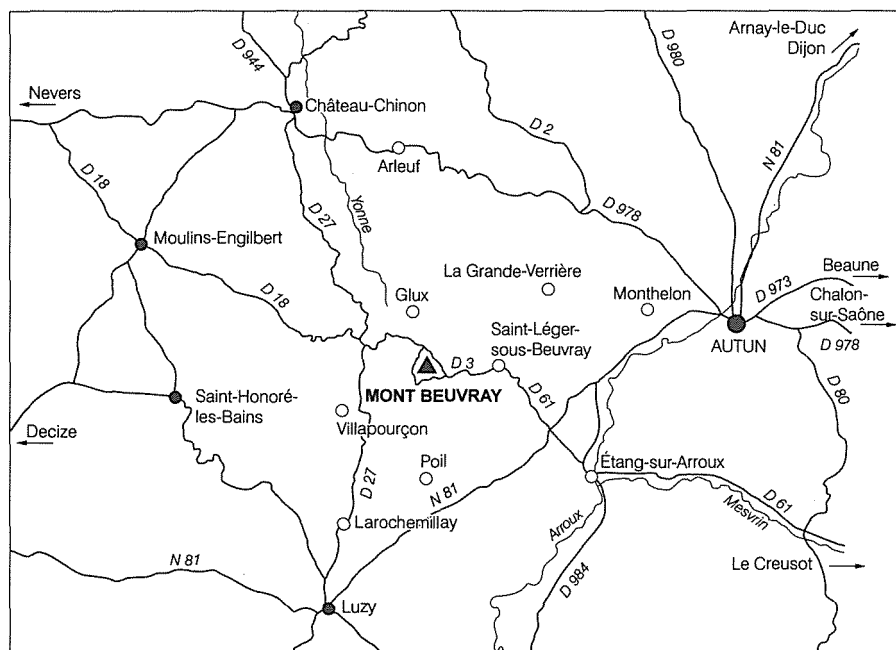 Arnay-le-Duc
Dijon
D 944
D 980
Nevers
Château-Chinon
D 2
N 81
Arleuf
D 18
Yonne
D 27
D 978
Moulins-Engilbert
La Grande-Verrière
Beaune
D 18
Glux
Monthelon
D 973
Chalon-
sur-Saône
Saint-Léger-
sous-Beuvray
AUTUN
D 978
D 3
MONT BEUVRAY
D 61
D 80
Saint-Honoré-
les-Bains
Villapourçon
Decize
Poil
Étang-sur-Arroux
D 27
N 81
D 61
Mesvrin
Larochemillay
Arroux
N 81
D 984
Le Creusot
Luzy